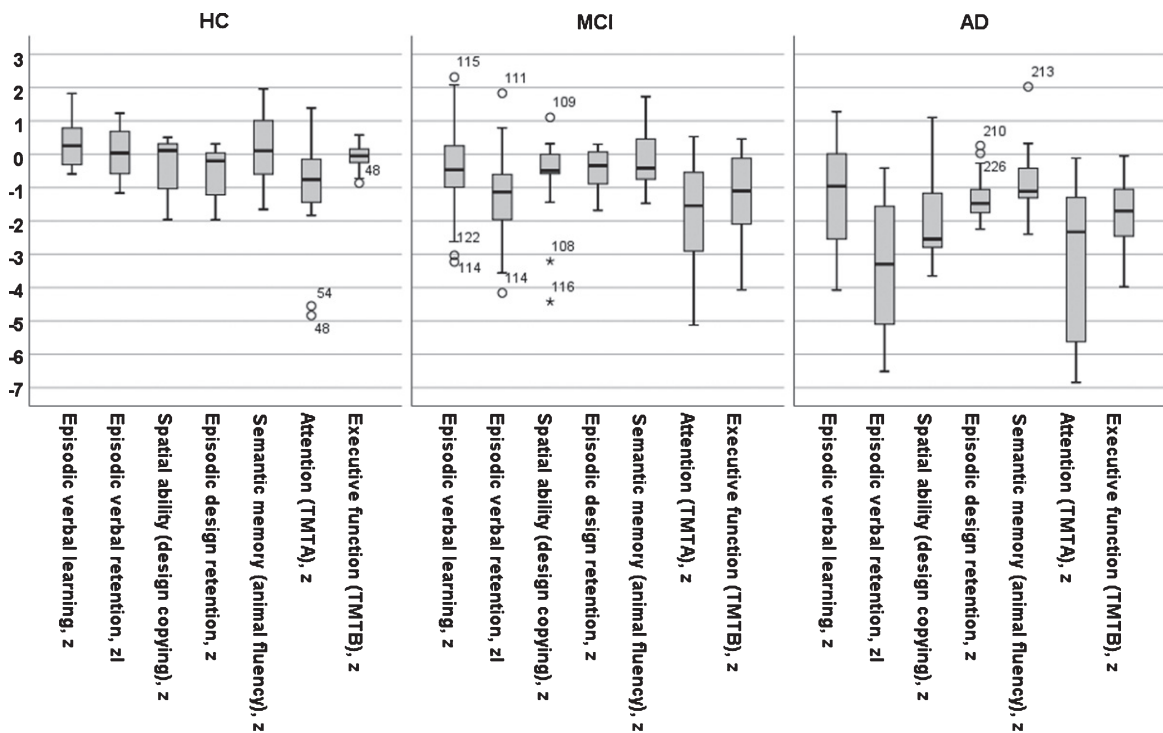 HC
MCI
AD
3
2
1
0
-1
-2
-3
-4
-5
-6
-7
48
54
48
115
122
114
111
114
109
108
116
210
226
213
Episodic verbal learning, z
Episodic verbal retention, zl
Spatial ability (design copying), z
Episodic design retention, z
Semantic memory (animal fluency), z
Attention (TMTA), z
Executive function (TMTB), z
Episodic verbal learning, z
Episodic verbal retention, zl
Spatial ability (design copying), z
Episodic design retention, z
Semantic memory (animal fluency), z
Attention (TMTA), z
Executive function (TMTB), z
Episodic verbal learning, z
Episodic verbal retention, zl
Spatial ability (design copying), z
Episodic design retention, z
Semantic memory (animal fluency), z
Attention (TMTA), z
Executive function (TMTB), z